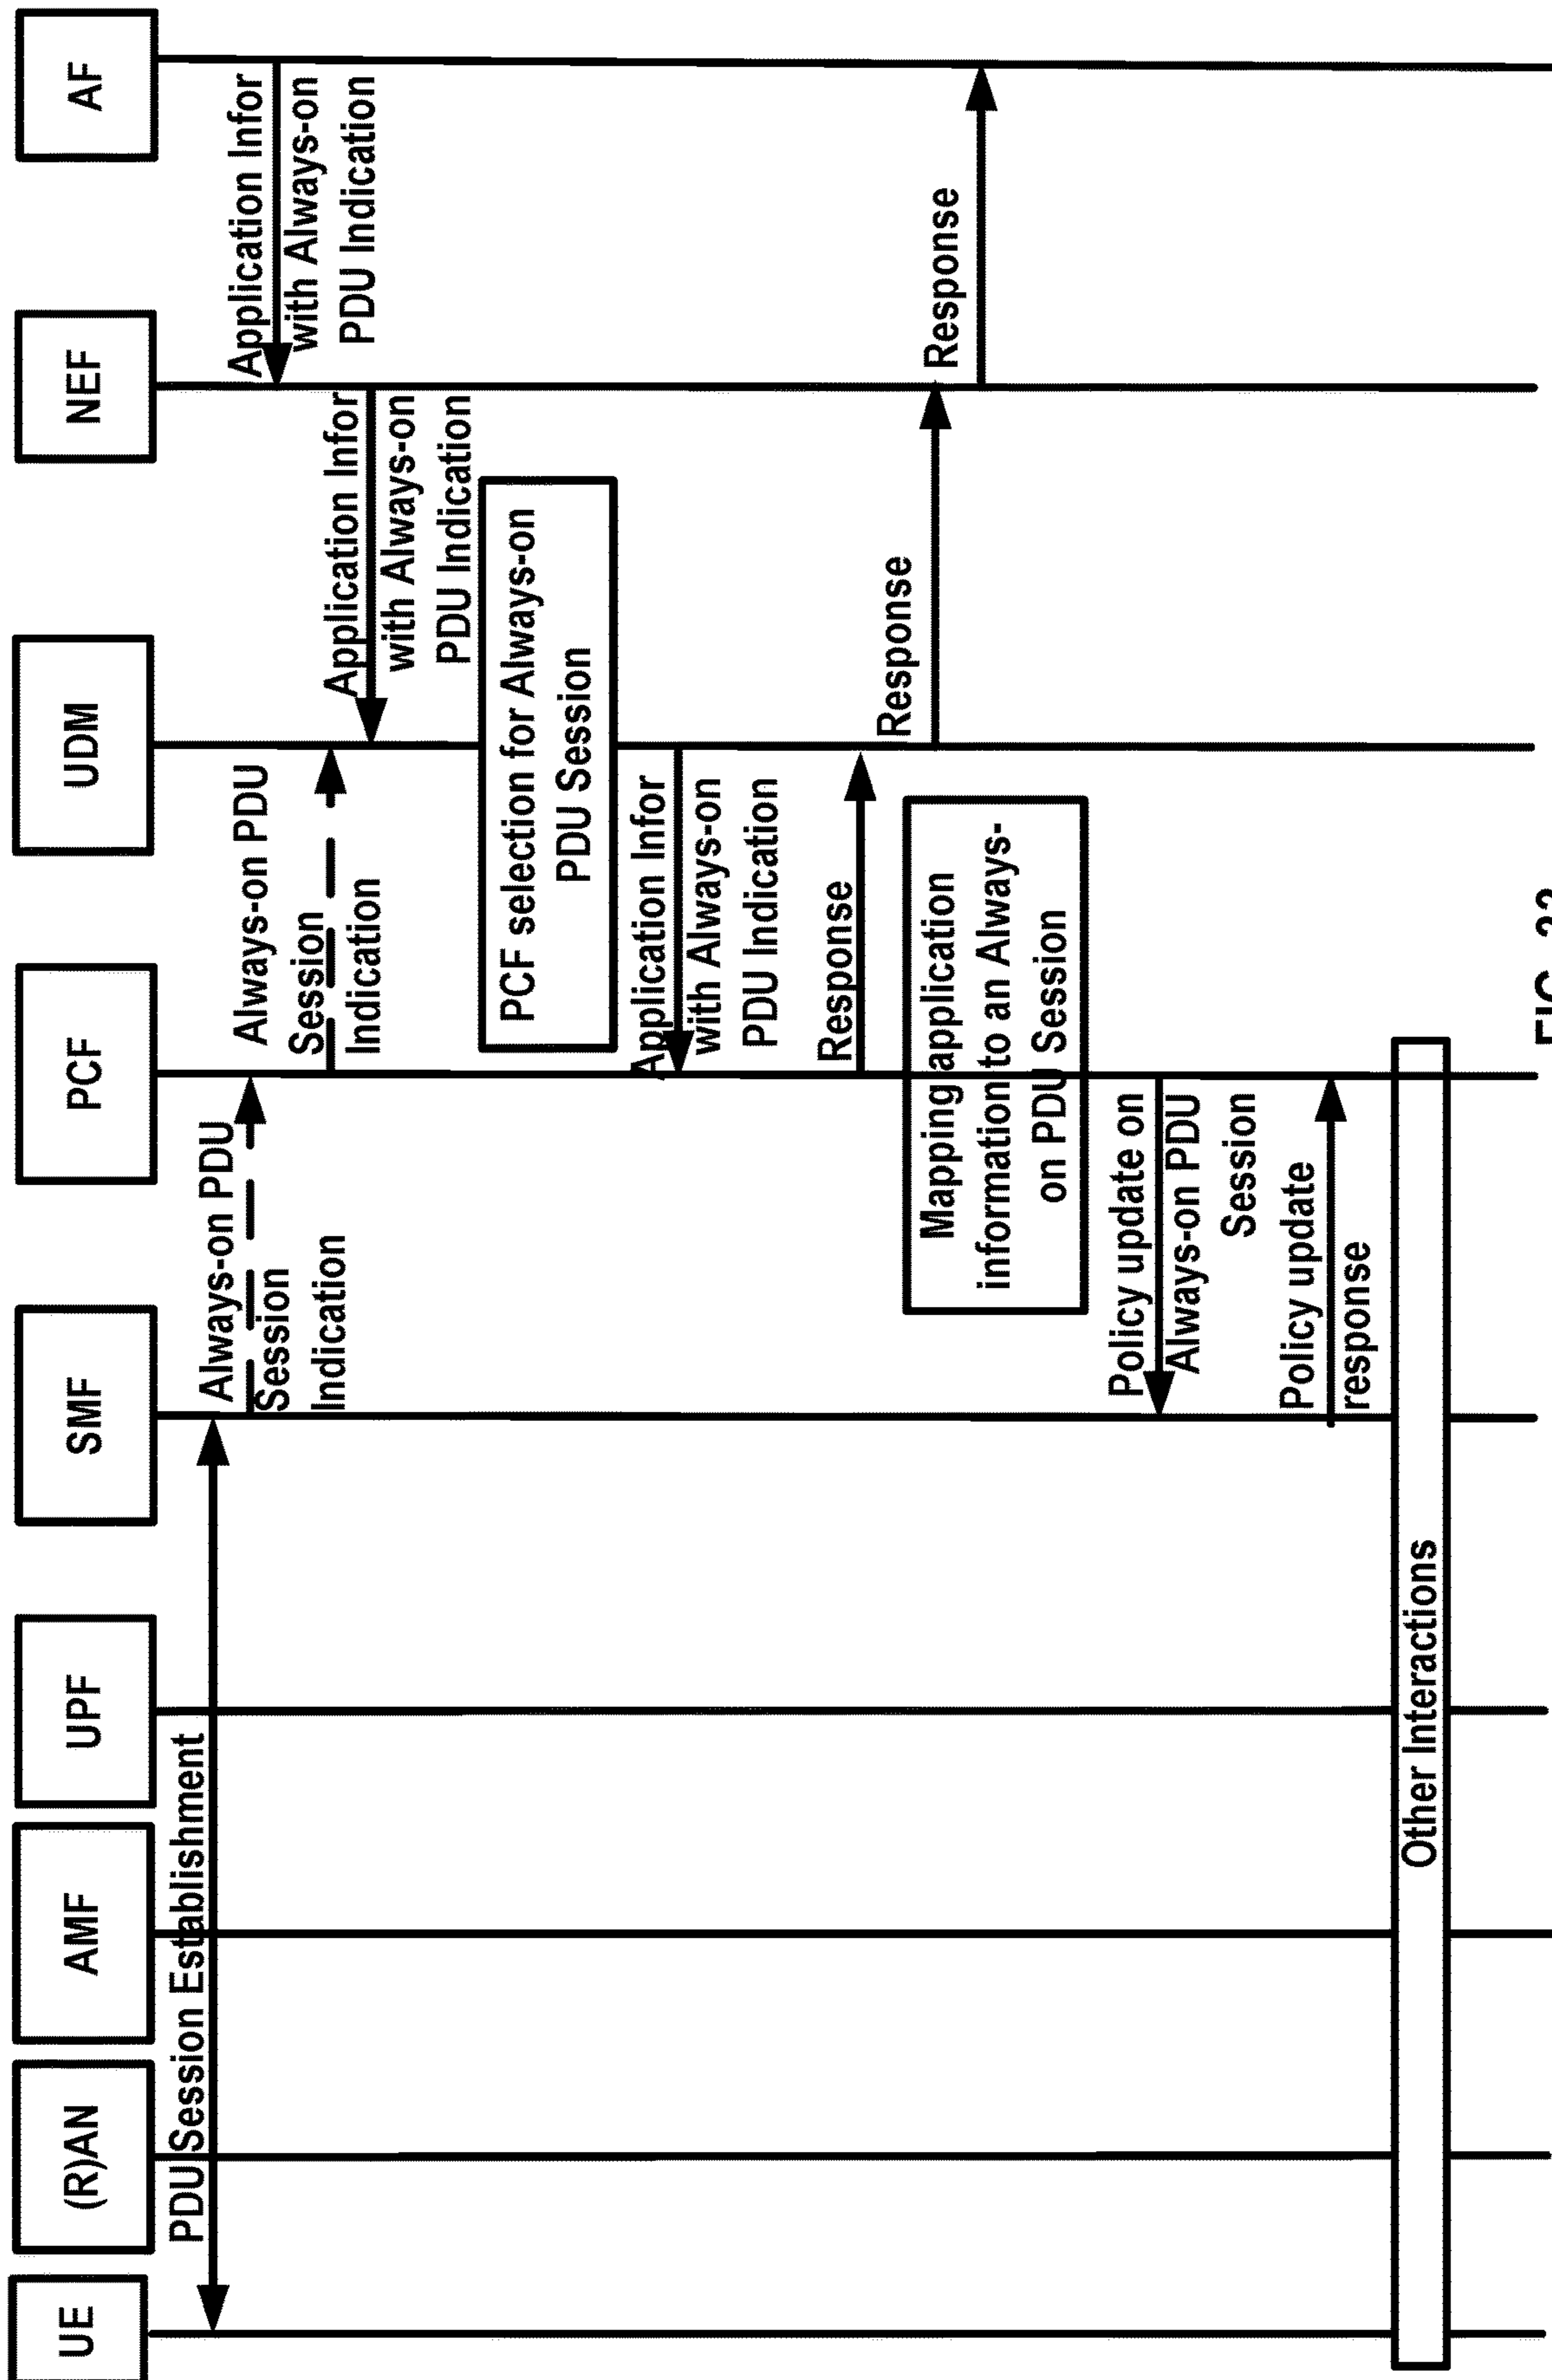 UE
(R)AN
AMF
UPF
SMF
PCF
UDM
NEF
AF
PDU Session Establishment
Always-on PDU
Session
Indication
Always-on PDU
Session
Indication
Application Infor
with Always-on
PDU Indication
Application Infor
with Always-on
PDU Indication
PCF selection for Always-on
PDU Session
Application Infor
with Always-on
PDU Indication
Response
Response
Response
Mapping application
information to an Always-
on PDU Session
Policy update on
Always-on PDU
Session
Policy update
response
Other Interactions
FIG